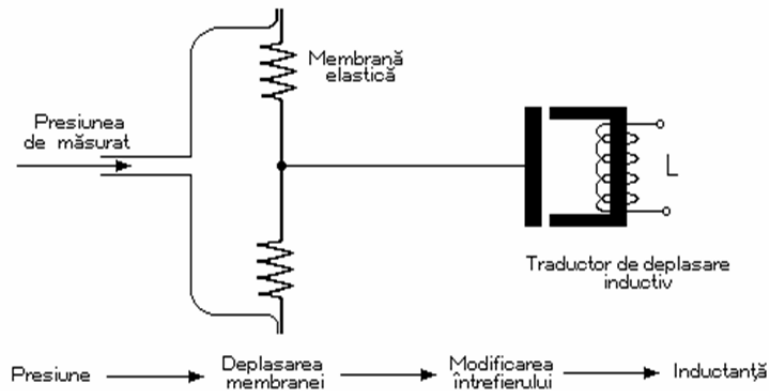 Membrană
elastică
Presiunea
de măsurat
L
Traductor de deplasare
inductiv
Presiune
Deplasarea
membranei
Modificarea
întrefierului
Inductanță